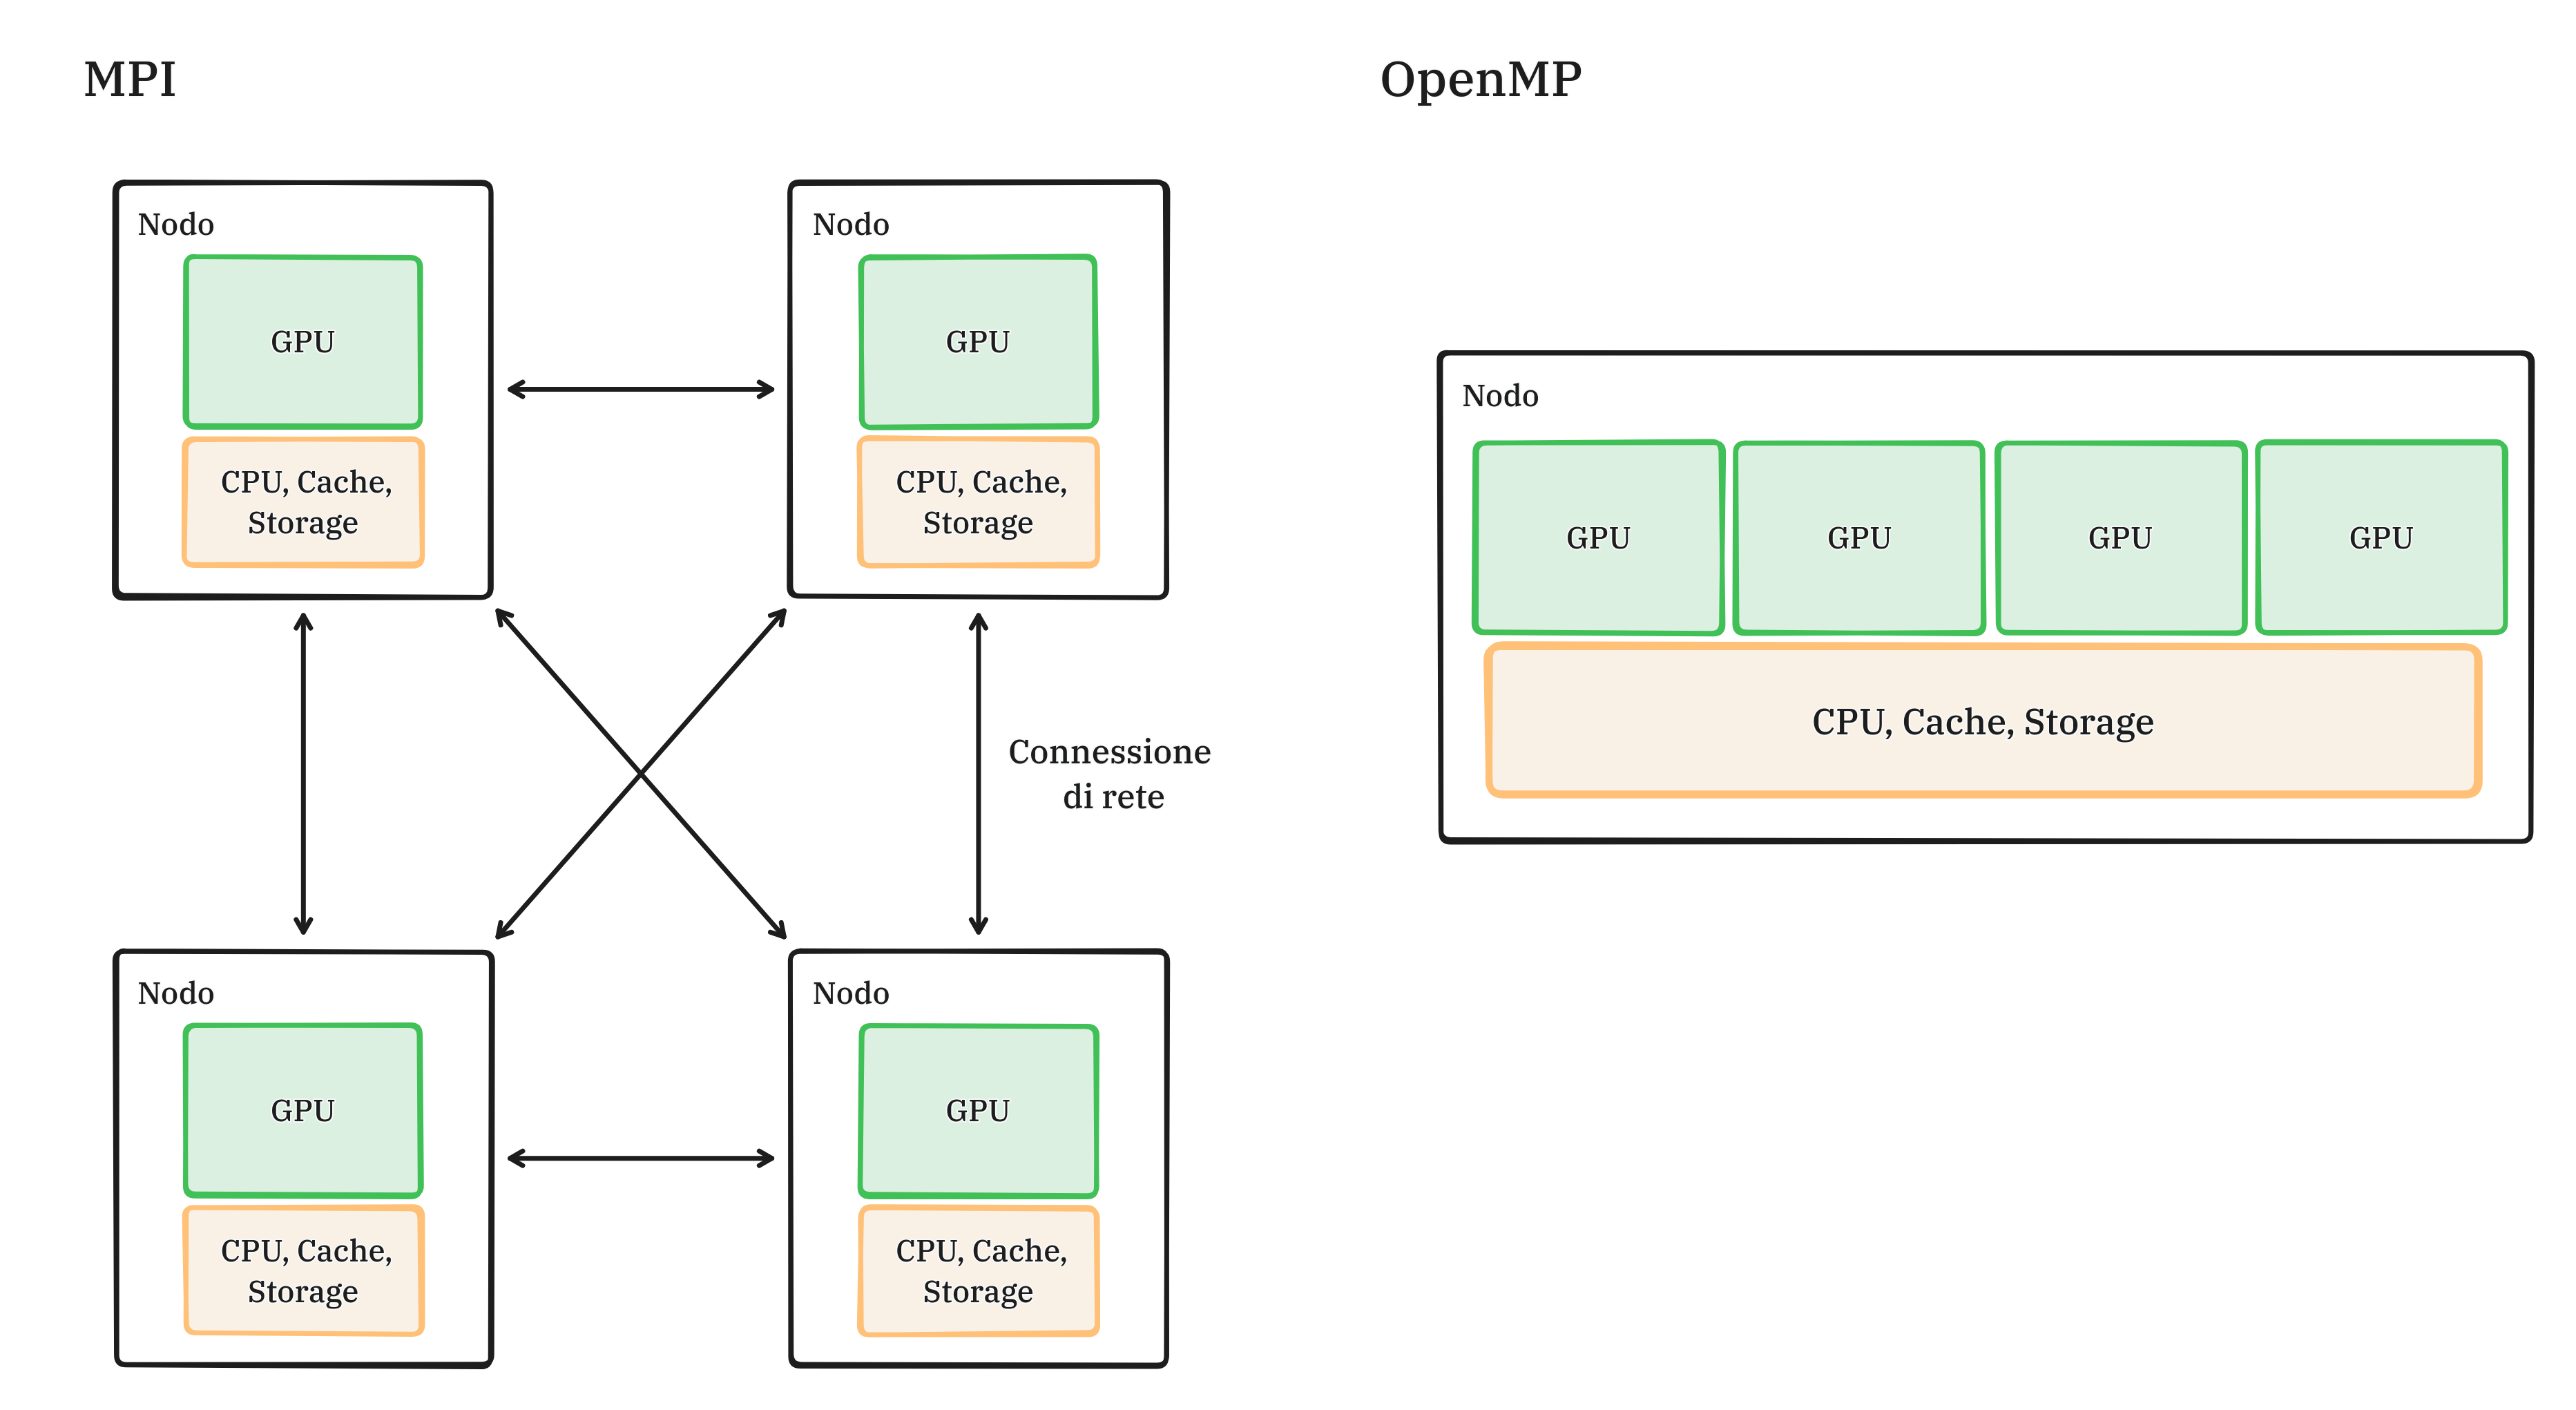 MPI
OpenMP
Nodo
GPU
CPU, Cache,
Storage
Nodo
GPU
CPU, Cache,
Storage
Connessione
di rete
Nodo
GPU
CPU, Cache,
Storage
Nodo
GPU
CPU, Cache,
Storage
Nodo
GPU
GPU
GPU
GPU
CPU, Cache, Storage